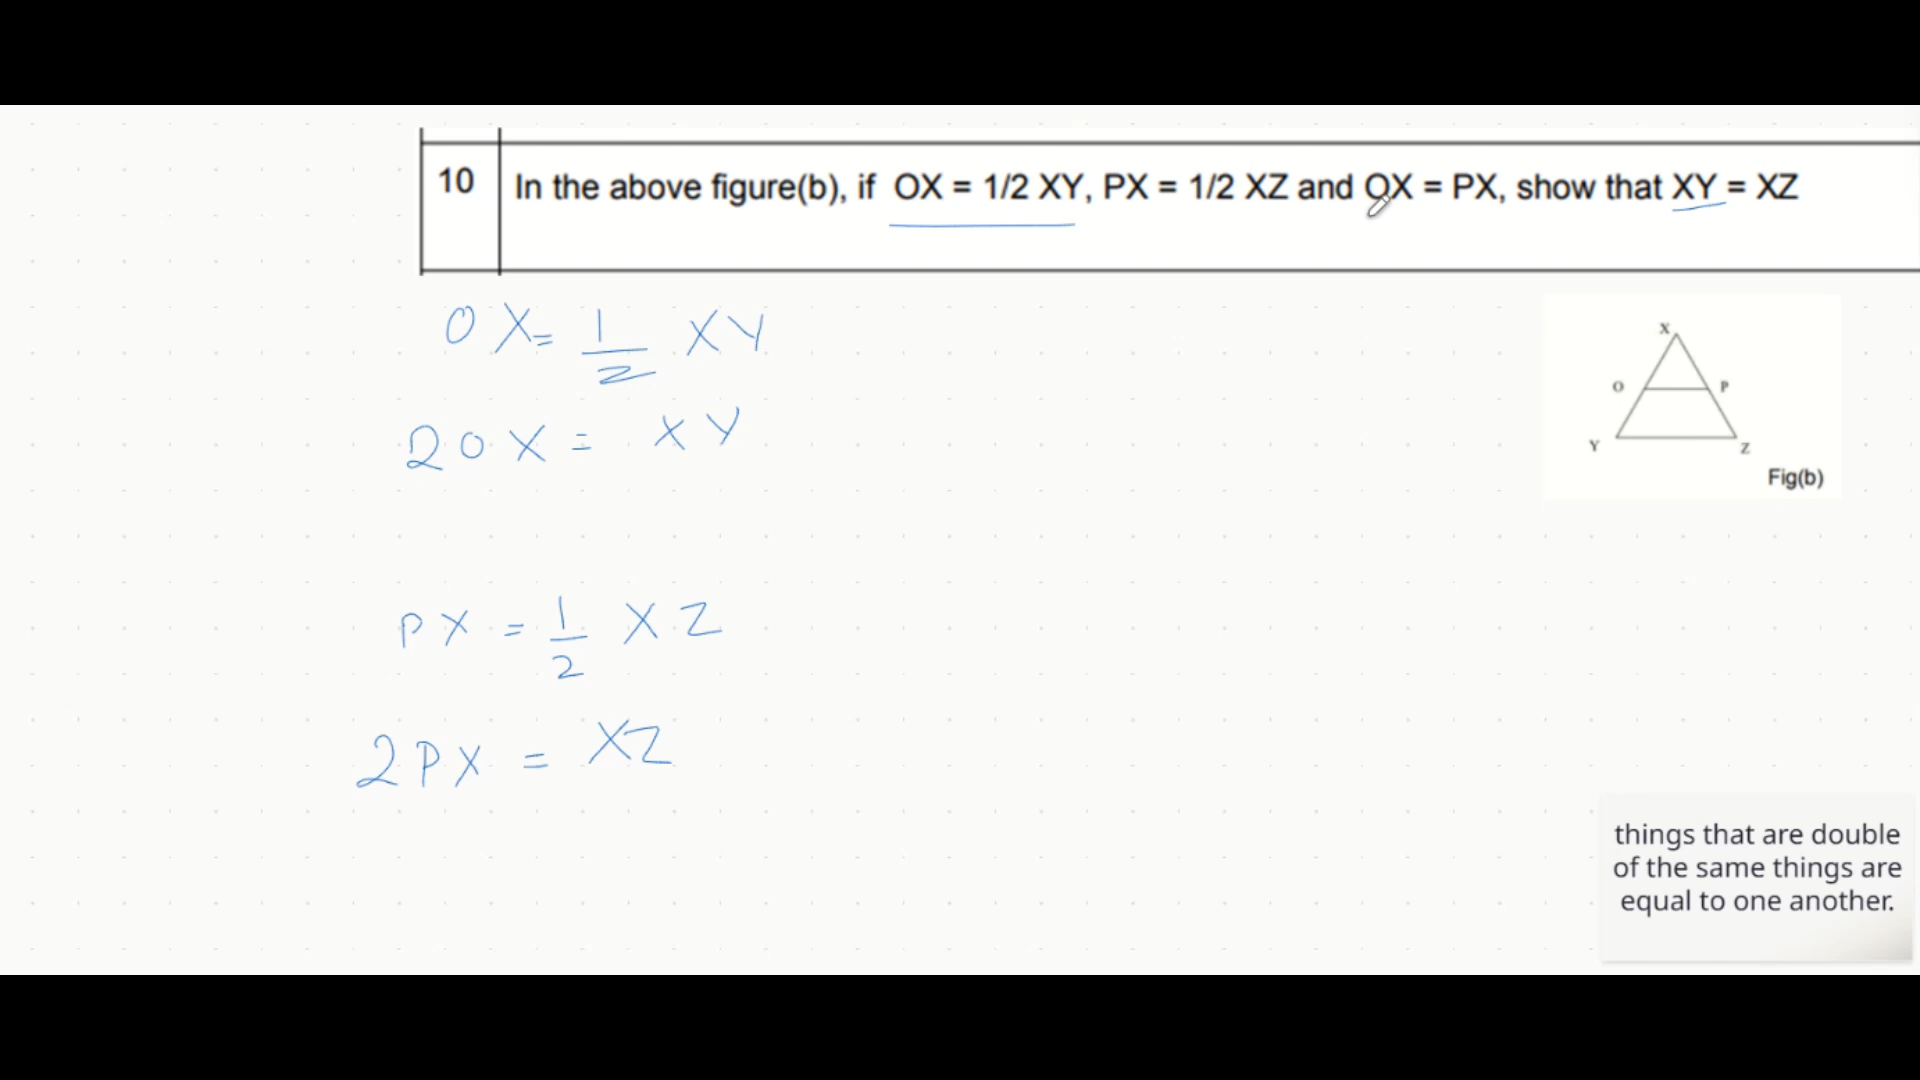 10 In the above figure(b), if OX = 1/2 XY, PX = 1/2 XZ and OX = PX, show that XY = XZ
OX = 1/2 XY
2OX = XY
PX = 1/2 XZ
2PX = XZ
X
O P
Y Z
Fig(b)
things that are double
of the same things are
equal to one another.